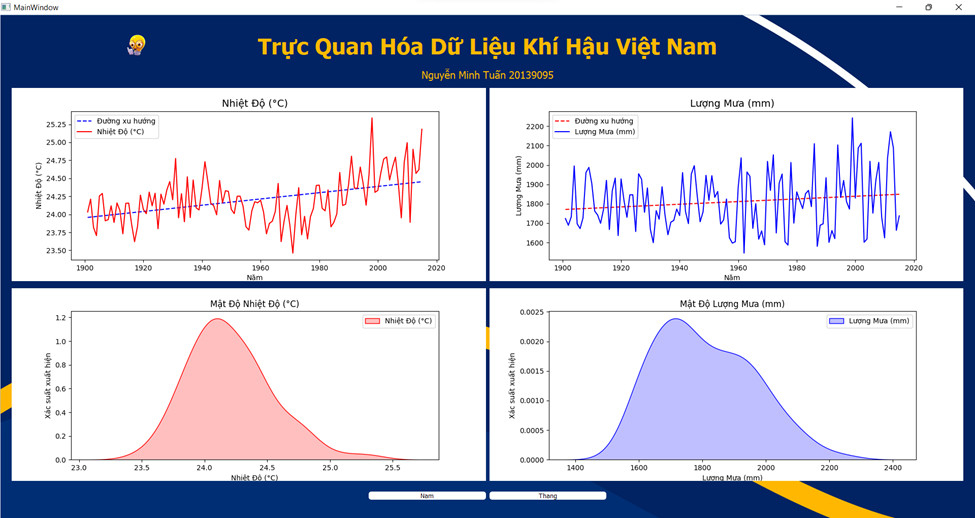 MainWindow
Trực Quan Hóa Dữ Liệu Khí Hậu Việt Nam
Nguyễn Minh Tuấn 20139095
Nhiệt Độ (°C)
Đường xu hướng
Nhiệt Độ (°C)
Nhiệt Độ (°C)
25.25
25.00
24.75
24.50
24.25
24.00
23.75
23.50
1900 1920 1940 1960 1980 2000 2020
Năm
Lượng Mưa (mm)
Đường xu hướng
Lượng Mưa (mm)
Lượng Mưa (mm)
2200
2100
2000
1900
1800
1700
1600
1900 1920 1940 1960 1980 2000 2020
Năm
Mật Độ Nhiệt Độ (°C)
Nhiệt Độ (°C)
Xác suất xuất hiện
1.2
1.0
0.8
0.6
0.4
0.2
0.0
23.0 23.5 24.0 24.5 25.0 25.5
Nhiệt Độ (°C)
Mật Độ Lượng Mưa (mm)
Lượng Mưa (mm)
Xác suất xuất hiện
0.0025
0.0020
0.0015
0.0010
0.0005
0.0000
1400 1600 1800 2000 2200 2400
Lượng Mưa (mm)
Nam
Thang